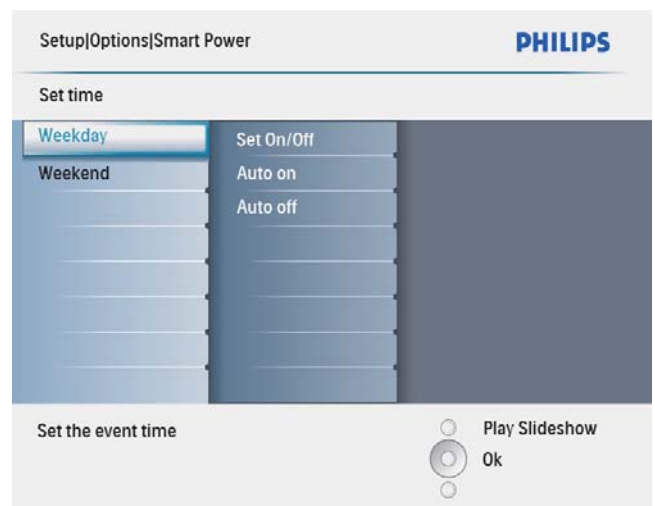 Setup|Options|Smart Power
PHILIPS
Set time
Weekday
Set On/Off
Weekend
Auto on
Auto off
Set the event time
Play Slideshow
Ok